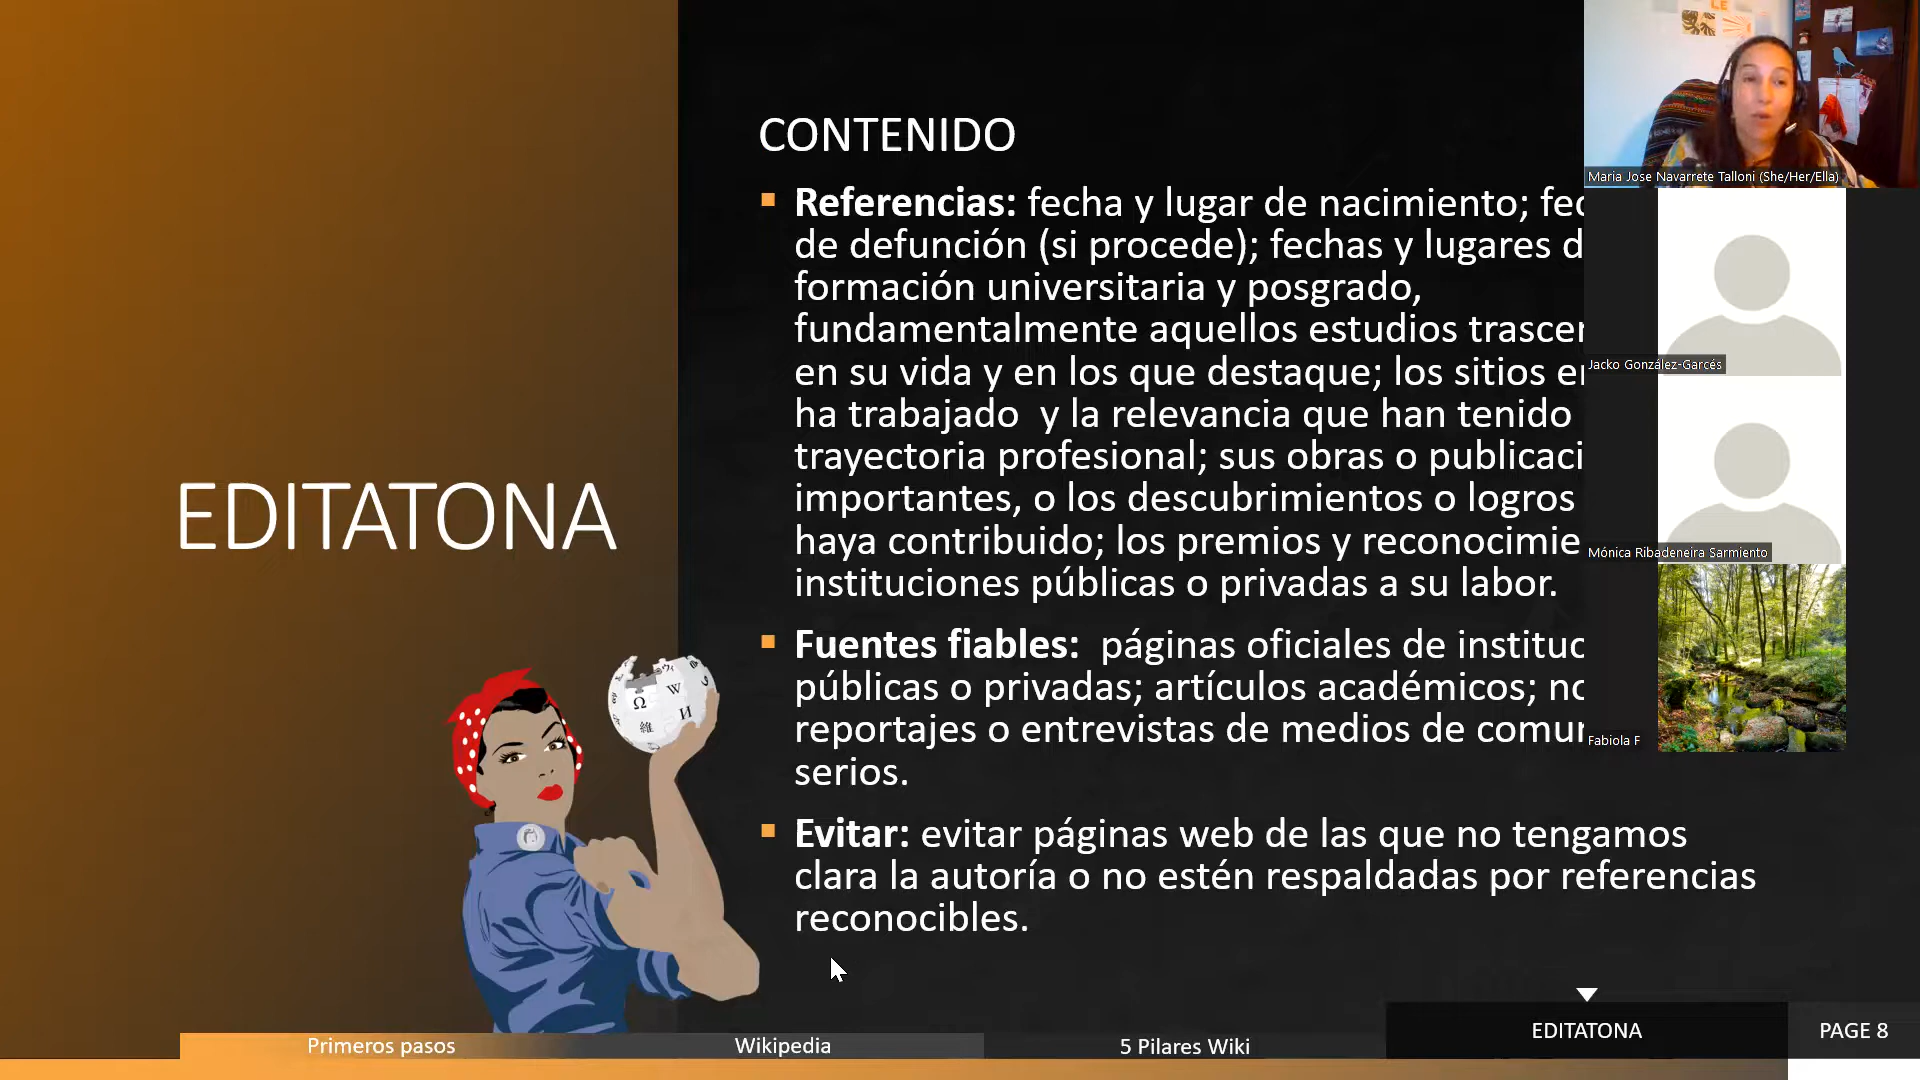 EDITATONA
CONTENIDO
Referencias: fecha y lugar de nacimiento; fec
de defunción (si procede); fechas y lugares d
formación universitaria y posgrado,
fundamentalmente aquellos estudios trascen
en su vida y en los que destaque; los sitios en
ha trabajado y la relevancia que han tenido
trayectoria profesional; sus obras o publicaci
importantes, o los descubrimientos o logros
haya contribuido; los premios y reconocimie
instituciones públicas o privadas a su labor.
Fuentes fiables: páginas oficiales de instituc
públicas o privadas; artículos académicos; no
reportajes o entrevistas de medios de comun
serios.
Evitar: evitar páginas web de las que no tengamos
clara la autoría o no estén respaldadas por referencias
reconocibles.
Maria Jose Navarrete Talloni (She/Her/Ella)
Jacko González-Garcés
Mónica Ribadeneira Sarmiento
Fabiola F
Primeros pasos
Wikipedia
5 Pilares Wiki
EDITATONA
PAGE 8
Ω
W
И
維